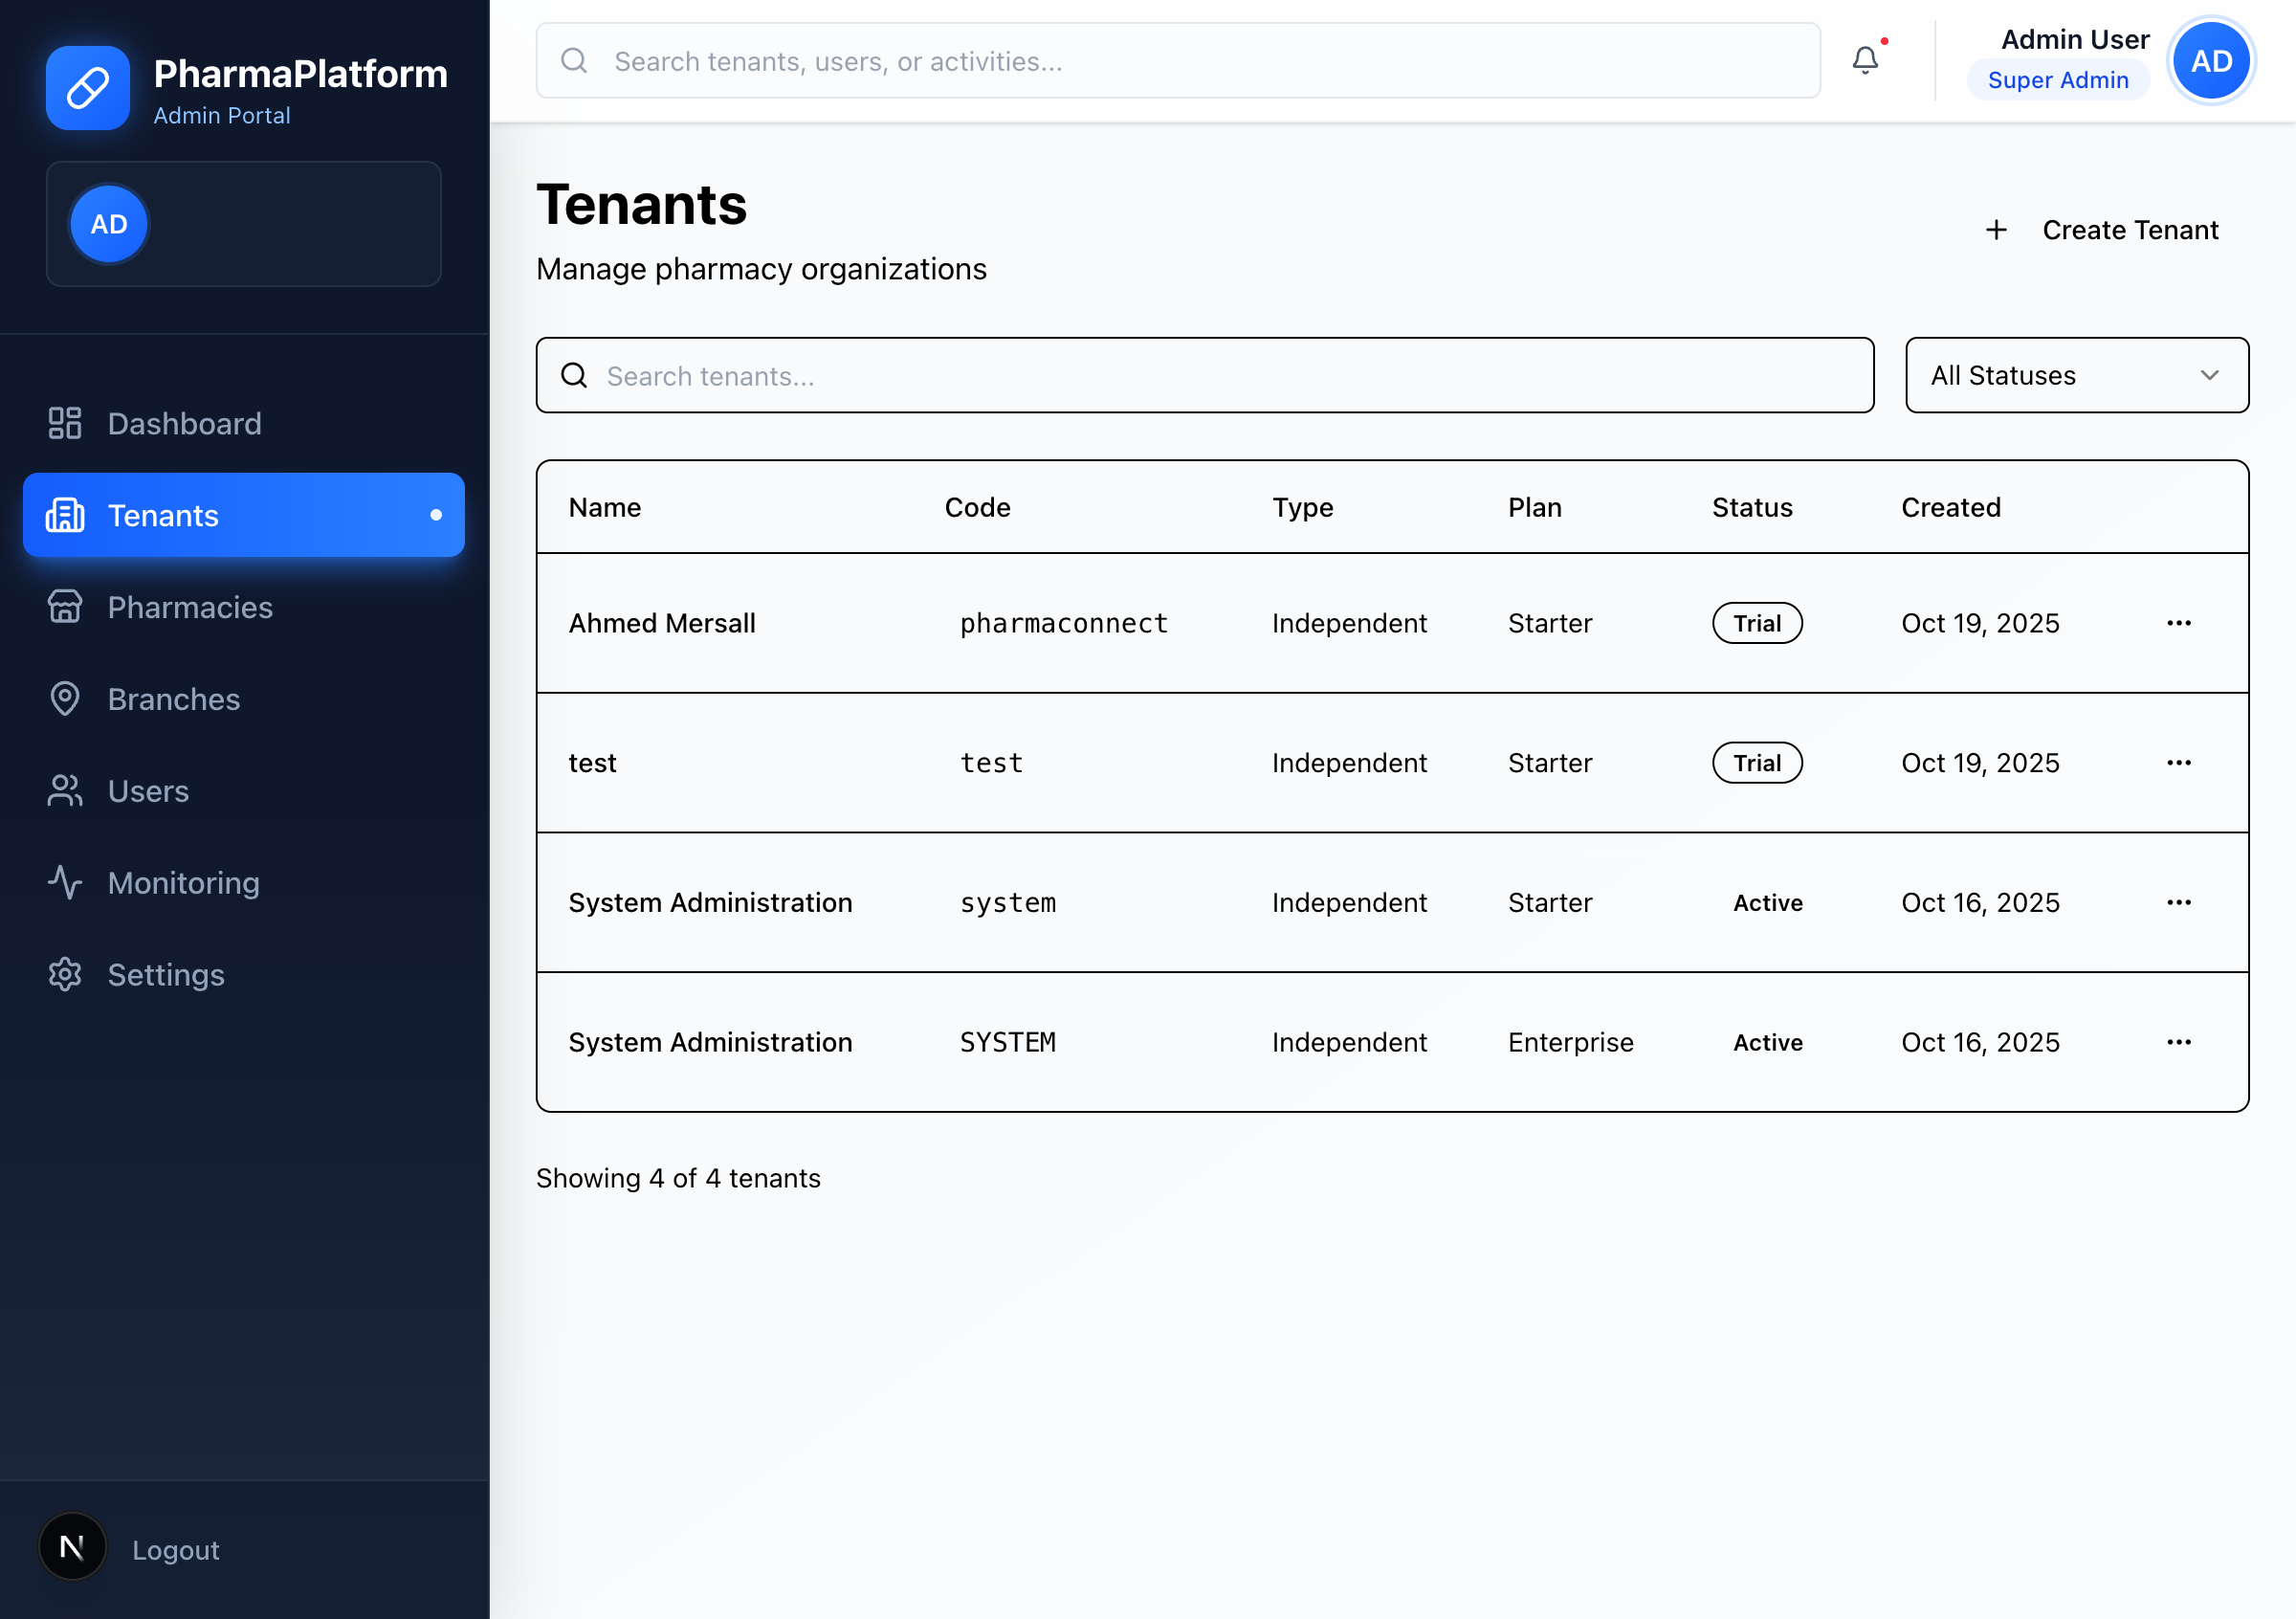 PharmaPlatform
Admin Portal
AD
Dashboard
Tenants
Pharmacies
Branches
Users
Monitoring
Settings
N
Logout
Search tenants, users, or activities...
Admin User
Super Admin
AD
Tenants
Manage pharmacy organizations
+ Create Tenant
Search tenants...
All Statuses
Name Code Type Plan Status Created
Ahmed Mersall pharmaconnect Independent Starter Trial Oct 19, 2025 ...
test test Independent Starter Trial Oct 19, 2025 ...
System Administration system Independent Starter Active Oct 16, 2025 ...
System Administration SYSTEM Independent Enterprise Active Oct 16, 2025 ...
Showing 4 of 4 tenants